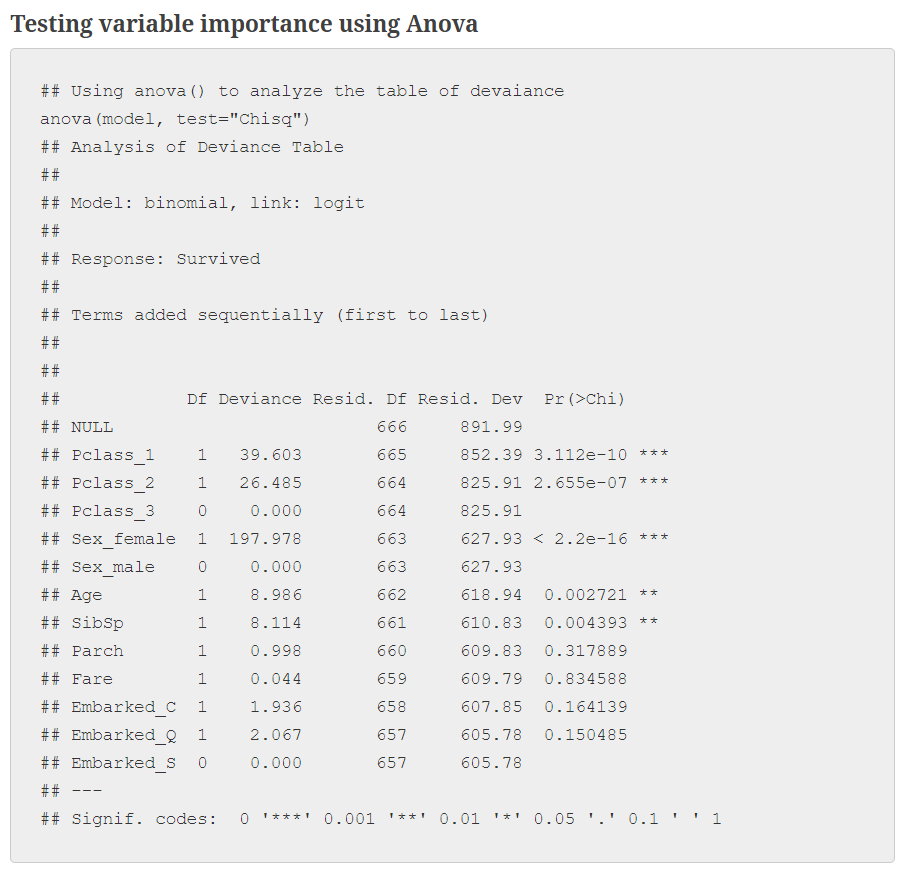 Testing variable importance using Anova
## Using anova() to analyze the table of devaiance
anova(model, test="Chisq")
## Analysis of Deviance Table
##
## Model: binomial, link: logit
##
## Response: Survived
##
## Terms added sequentially (first to last)
##
##
##            Df Deviance Resid. Df Resid. Dev  Pr(>Chi)
## NULL                         666     891.99
## Pclass_1    1   39.603       665     852.39 3.112e-10 ***
## Pclass_2    1   26.485       664     825.91 2.655e-07 ***
## Pclass_3    0    0.000       664     825.91
## Sex_female  1  197.978       663     627.93 < 2.2e-16 ***
## Sex_male    0    0.000       663     627.93
## Age         1    8.986       662     618.94  0.002721 **
## SibSp       1    8.114       661     610.83  0.004393 **
## Parch       1    0.998       660     609.83  0.317889
## Fare        1    0.044       659     609.79  0.834588
## Embarked_C  1    1.936       658     607.85  0.164139
## Embarked_Q  1    2.067       657     605.78  0.150485
## Embarked_S  0    0.000       657     605.78
## ---
## Signif. codes:  0 '***' 0.001 '**' 0.01 '*' 0.05 '.' 0.1 ' ' 1